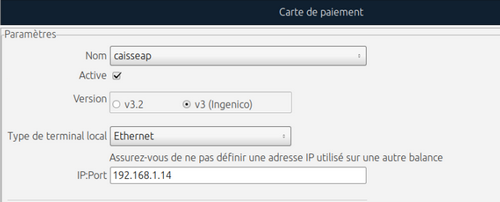 Carte de paiement
Paramètres
Nom caisseap
Active
Version v3.2 v3 (Ingenico)
Type de terminal local Ethernet
Assurez-vous de ne pas définir une adresse IP utilisé sur une autre balance
IP:Port 192.168.1.14